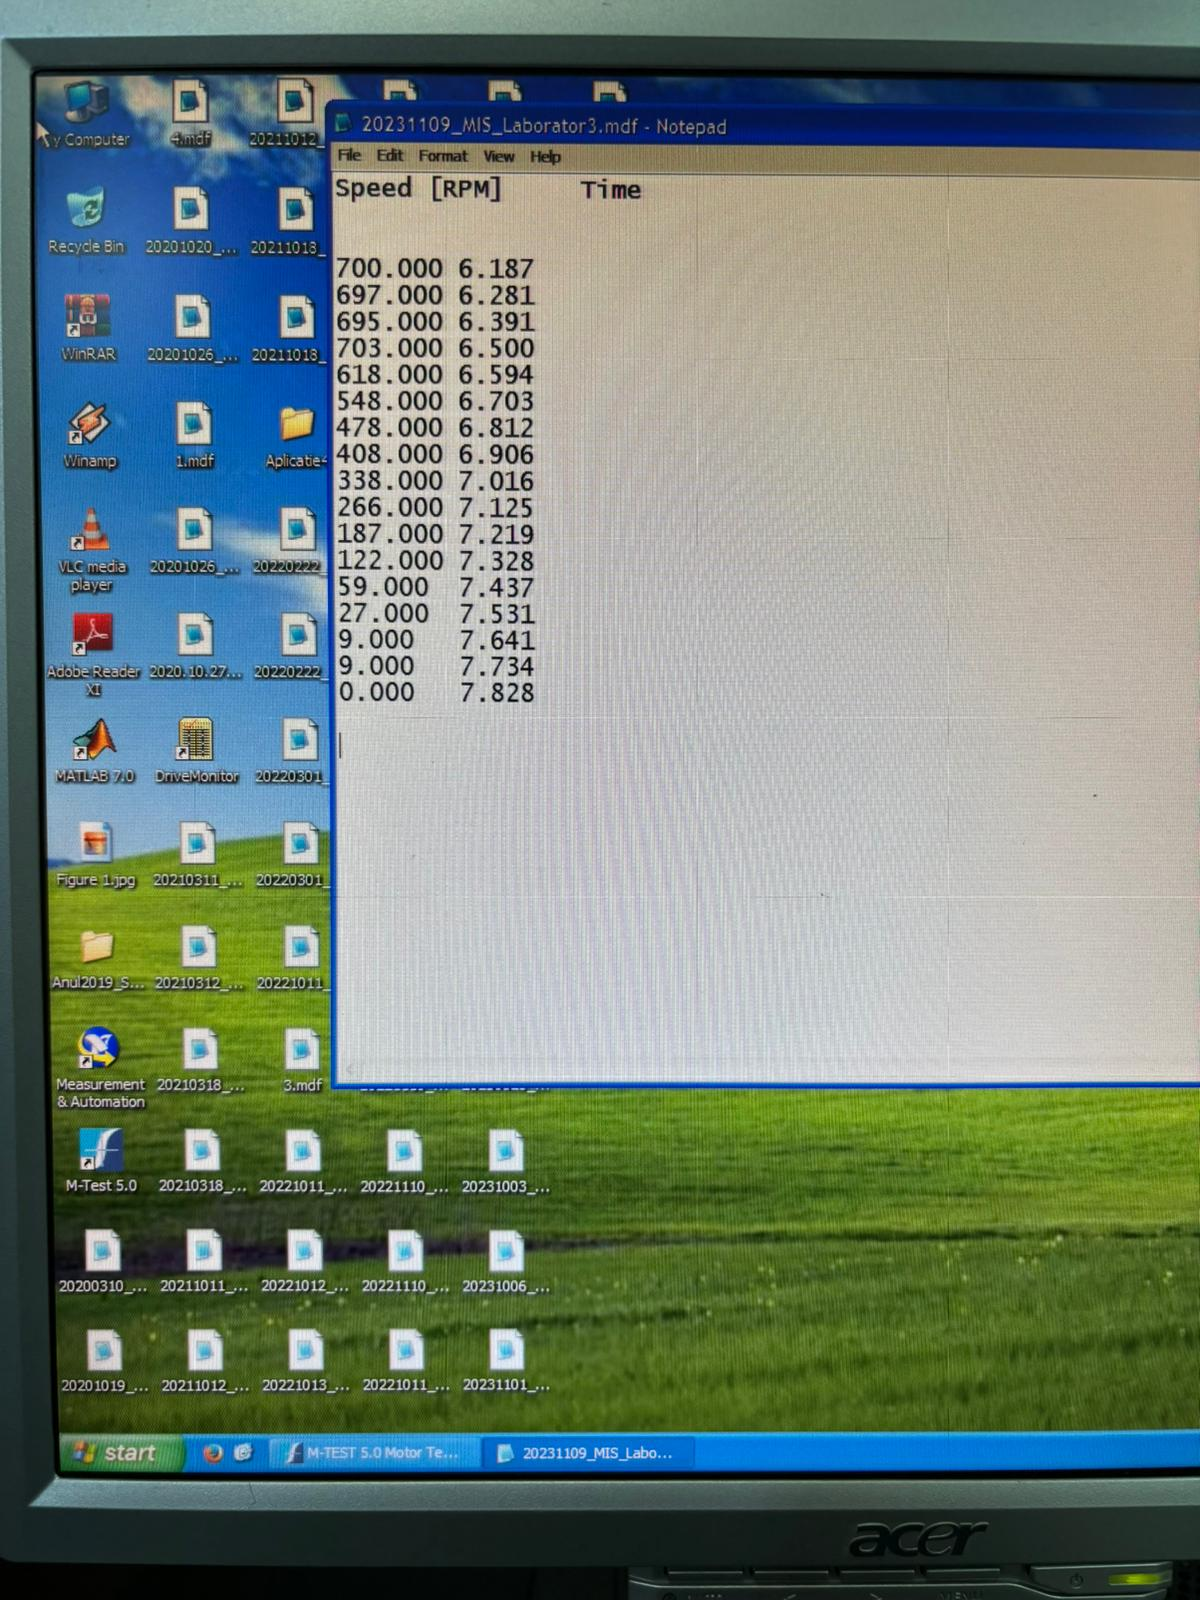 20231109_MIS_Laborator3.mdf - Notepad
File Edit Format View Help
Speed [RPM] Time
700.000 6.187
697.000 6.281
695.000 6.391
703.000 6.500
618.000 6.594
548.000 6.703
478.000 6.812
408.000 6.906
338.000 7.016
266.000 7.125
187.000 7.219
122.000 7.328
59.000 7.437
27.000 7.531
9.000 7.641
9.000 7.734
0.000 7.828
y Computer 4.mdf 20211012_
Recycle Bin 20201020_... 20211018_
WinRAR 20201026_... 20211018_
Winamp 1.mdf Aplicatie4
VLC media player 20201026_... 20220222_
Adobe Reader XI 2020.10.27... 20220222_
MATLAB 7.0 DriveMonitor 20220301_
Figure 1.jpg 20210311_... 20220301_
Anul2019_S... 20210312_... 20221011_
Measurement & Automation 20210318_... 3.mdf
M-Test 5.0 20210318_... 20221011_... 20221110_... 20231003_...
20200310_... 20211011_... 20221012_... 20221110_... 20231006_...
20201019_... 20211012_... 20221013_... 20221011_... 20231101_...
start M-TEST 5.0 Motor Te... 20231109_MIS_Labo...
acer